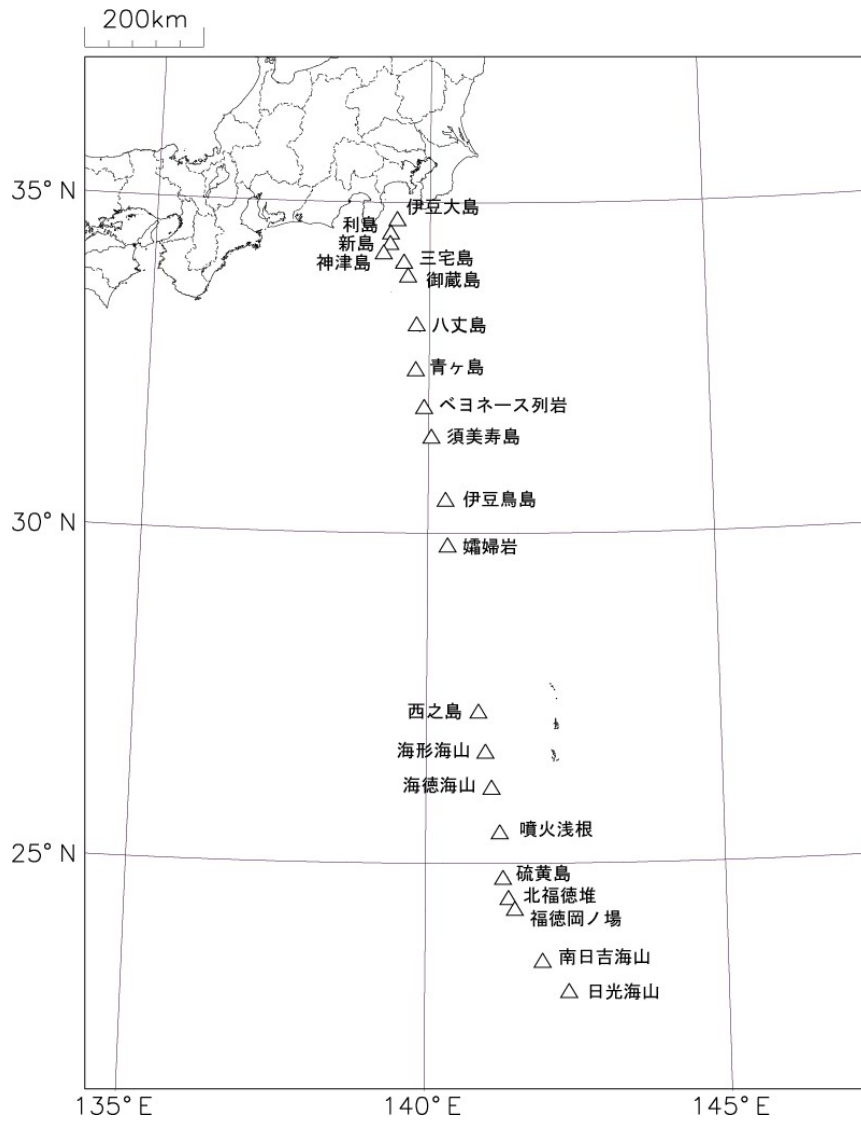 200km
35°N
伊豆大島
利島
新島
神津島
三宅島
御蔵島
八丈島
青ヶ島
ベヨネース列岩
須美寿島
伊豆鳥島
30°N
孀婦岩
西之島
海形海山
海徳海山
噴火浅根
25°N
硫黄島
北福徳堆
福徳岡ノ場
南日吉海山
日光海山
135°E
140°E
145°E